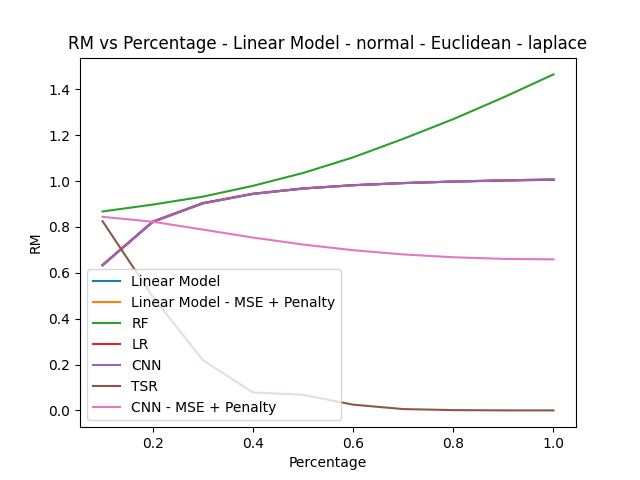 RM vs Percentage - Linear Model - normal - Euclidean - laplace
1.4
1.2
1.0
0.8
0.6
0.4
0.2
0.0
RM
Linear Model
Linear Model - MSE + Penalty
RF
LR
CNN
TSR
CNN - MSE + Penalty
0.2 0.4 0.6 0.8 1.0
Percentage